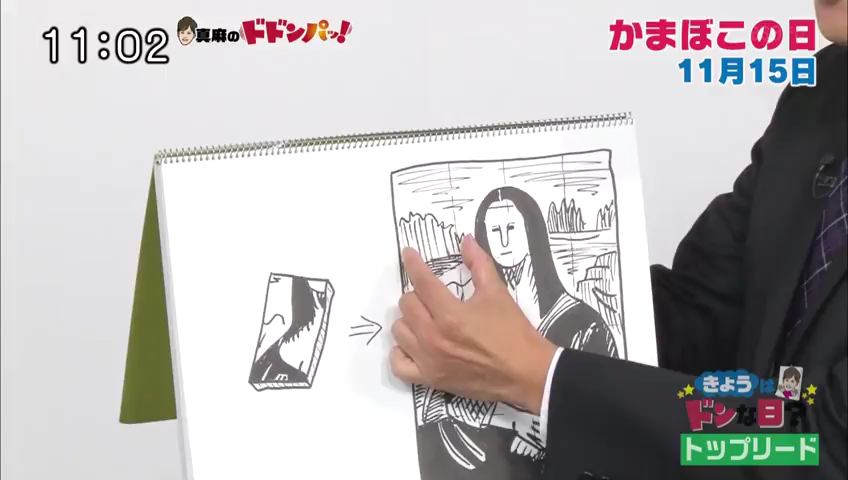 11:02
真麻の
ドドンパッ!
かまぼこの日
11月15日
きょうは
ドンな日?
トップリード